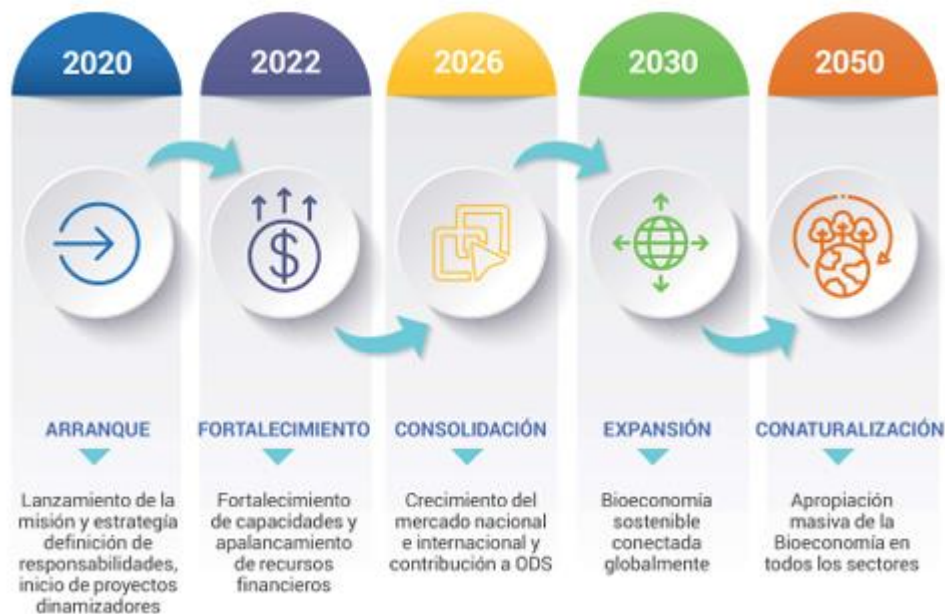 2020
2022
2026
2030
2050
$
ARRANQUE
Lanzamiento de la
misión y estrategía
definición de
responsabilidades,
inicio de proyectos
dinamizadores
FORTALECIMIENTO
Fortalecimiento
de capacidades y
apalancamiento
de recursos
financieros
CONSOLIDACIÓN
Crecimiento del
mercado nacional
e internacional y
contribución a ODS
EXPANSIÓN
Bioeconomía
sostenible
conectada
globalmente
CONATURALIZACIÓN
Apropiación
masiva de la
Bioeconomía en
todos los sectores